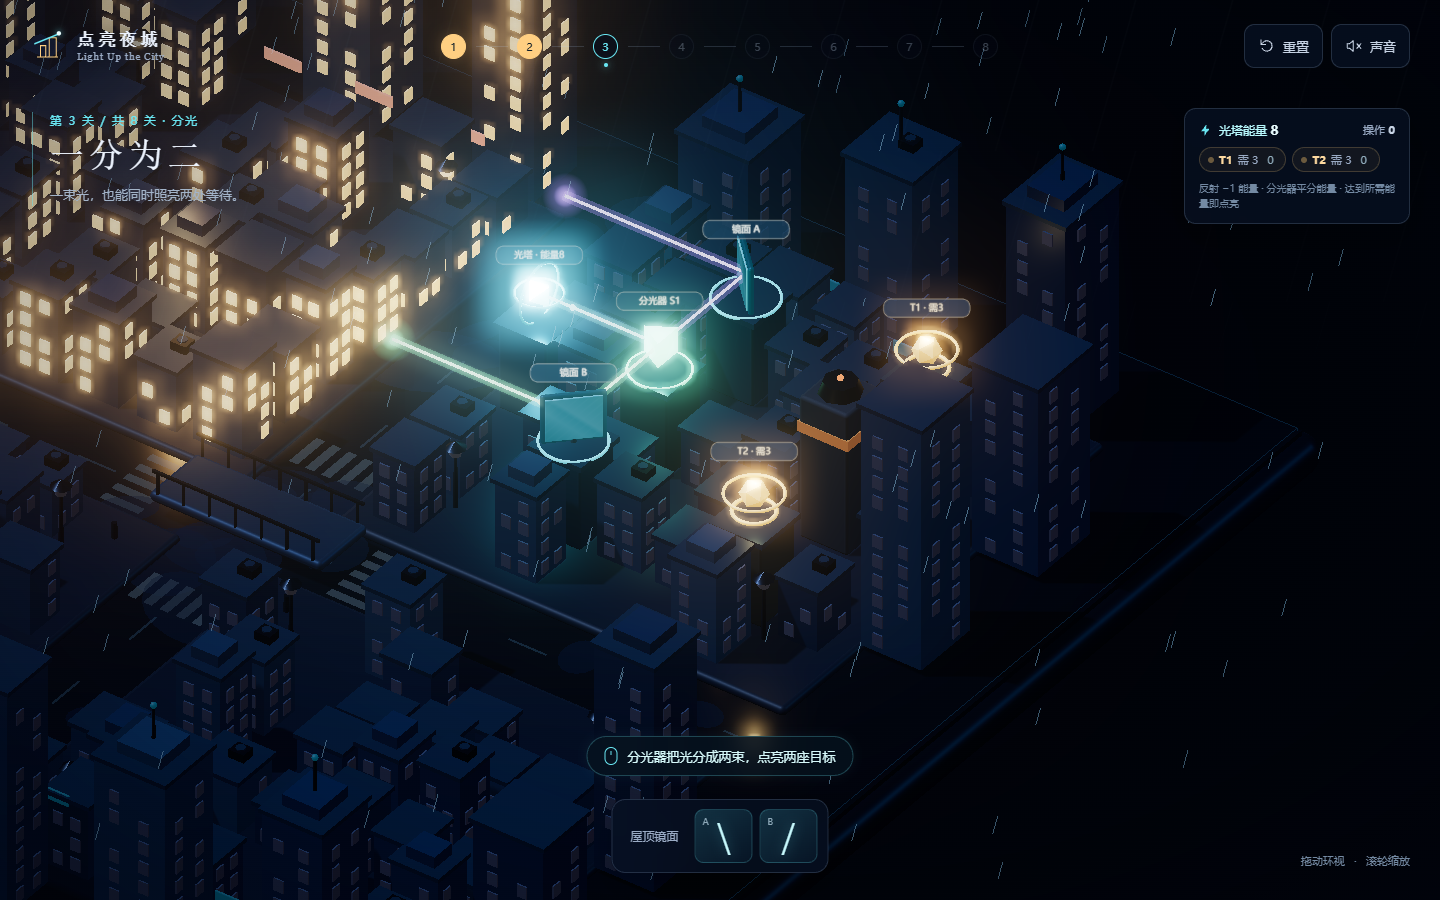 点亮夜城
Light Up the City
1 2 3 4 5 6 7 8
重置
声音
第 3 关 / 共 8 关 · 分光
一分为二
一束光，也能同时照亮两处等待。
光塔能量 8
操作 0
T1 需 3 0
T2 需 3 0
反射 −1 能量 · 分光器平分能量 · 达到所需能
量即点亮
镜面 A
光塔 · 能量8
分光器 S1
T1 · 需3
镜面 B
T2 · 需3
分光器把光分成两束，点亮两座目标
屋顶镜面
A
B
拖动环视 · 滚轮缩放